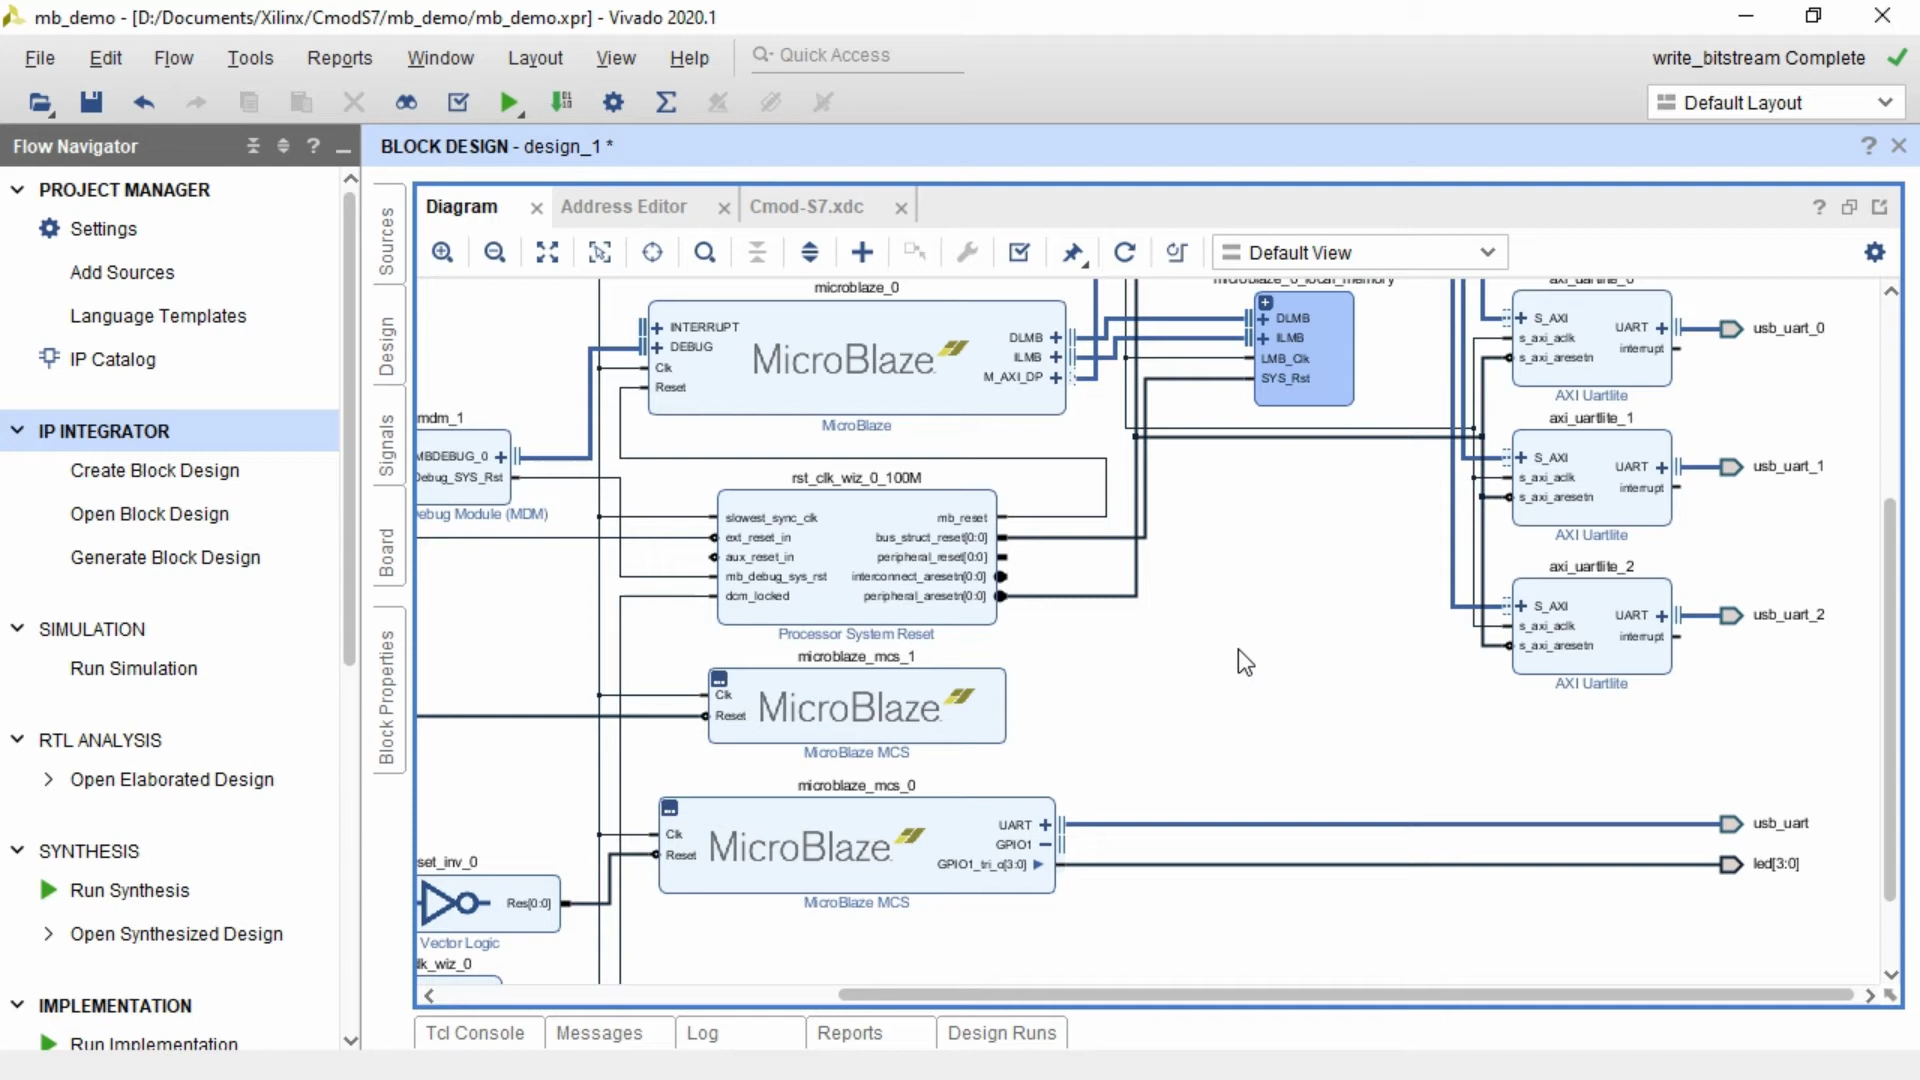 mb_demo - [D:/Documents/Xilinx/CmodS7/mb_demo/mb_demo.xpr] - Vivado 2020.1
File Edit Flow Tools Reports Window Layout View Help Quick Access
write_bitstream Complete
Default Layout
Flow Navigator
PROJECT MANAGER
Settings
Add Sources
Language Templates
IP Catalog
IP INTEGRATOR
Create Block Design
Open Block Design
Generate Block Design
SIMULATION
Run Simulation
RTL ANALYSIS
Open Elaborated Design
SYNTHESIS
Run Synthesis
Open Synthesized Design
IMPLEMENTATION
Run Implementation
BLOCK DESIGN - design_1 *
Sources
Design
Signals
Board
Block Properties
Diagram
Address Editor
Cmod-S7.xdc
Default View
microblaze_0
INTERRUPT
DEBUG
Clk
Reset
MicroBlaze
DLMB
ILMB
M_AXI_DP
MicroBlaze
microblaze_0_local_memory
DLMB
ILMB
LMB_Clk
SYS_Rst
mdm_1
MBDEBUG_0
Debug_SYS_Rst
ebug Module (MDM)
rst_clk_wiz_0_100M
slowest_sync_clk
ext_reset_in
aux_reset_in
mb_debug_sys_rst
dcm_locked
mb_reset
bus_struct_reset[0:0]
peripheral_reset[0:0]
interconnect_aresetn[0:0]
peripheral_aresetn[0:0]
Processor System Reset
microblaze_mcs_1
Clk
Reset
MicroBlaze
MicroBlaze MCS
microblaze_mcs_0
Clk
Reset
MicroBlaze
UART
GPIO1
GPIO1_tri_o[3:0]
MicroBlaze MCS
set_inv_0
Res[0:0]
Vector Logic
lk_wiz_0
axi_uartlite_0
S_AXI
s_axi_aclk
s_axi_aresetn
UART
interrupt
AXI Uartlite
usb_uart_0
axi_uartlite_1
S_AXI
s_axi_aclk
s_axi_aresetn
UART
interrupt
AXI Uartlite
usb_uart_1
axi_uartlite_2
S_AXI
s_axi_aclk
s_axi_aresetn
UART
interrupt
AXI Uartlite
usb_uart_2
usb_uart
led[3:0]
Tcl Console
Messages
Log
Reports
Design Runs